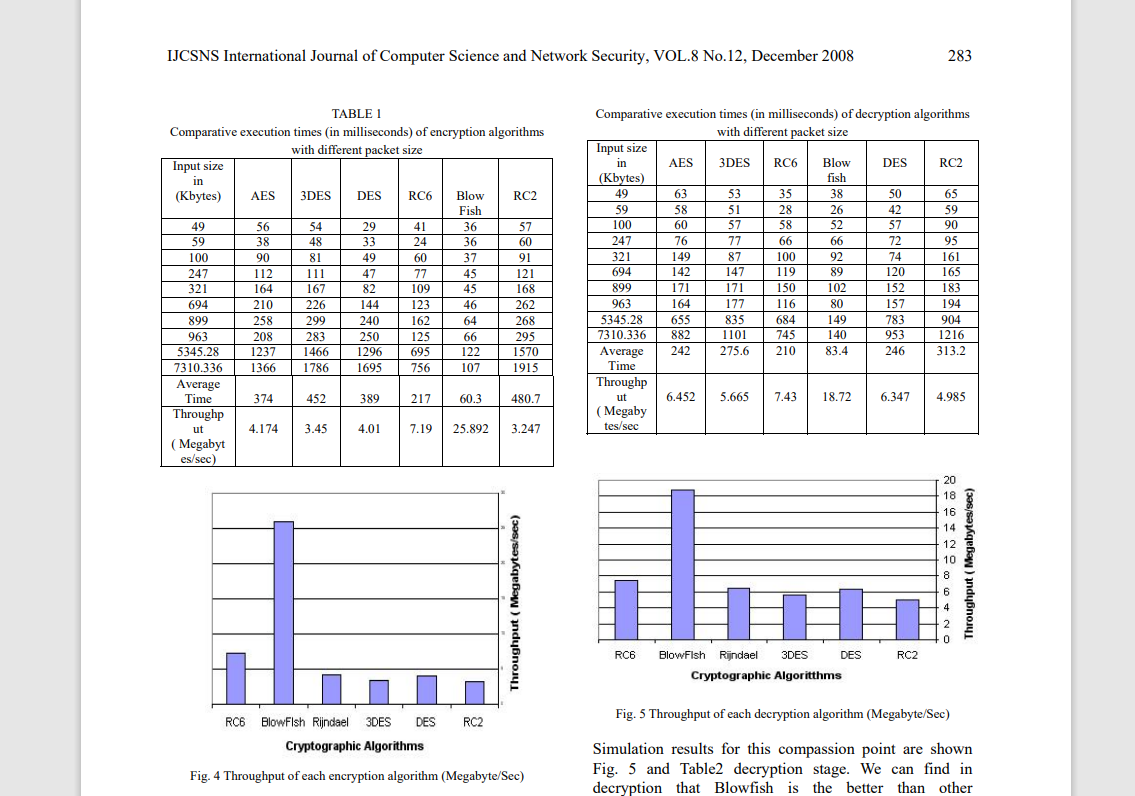 IJCSNS International Journal of Computer Science and Network Security, VOL.8 No.12, December 2008 283
TABLE 1
Comparative execution times (in milliseconds) of encryption algorithms
with different packet size
Input size
in
(Kbytes) AES 3DES DES RC6 Blow
Fish RC2
49 56 54 29 41 36 57
59 38 48 33 24 36 60
100 90 81 49 60 37 91
247 112 111 47 77 45 121
321 164 167 82 109 45 168
694 210 226 144 123 46 262
899 258 299 240 162 64 268
963 208 283 250 125 66 295
5345.28 1237 1466 1296 695 122 1570
7310.336 1366 1786 1695 756 107 1915
Average
Time 374 452 389 217 60.3 480.7
Throughp
ut 4.174 3.45 4.01 7.19 25.892 3.247
( Megabyt
es/sec)
Throughput ( Megabytes/sec)
RC6 BlowFIsh Rijndael 3DES DES RC2
Cryptographic Algorithms
Fig. 4 Throughput of each encryption algorithm (Megabyte/Sec)
Comparative execution times (in milliseconds) of decryption algorithms
with different packet size
Input size
in AES 3DES RC6 Blow DES RC2
(Kbytes) fish
49 63 53 35 38 50 65
59 58 51 28 26 42 59
100 60 57 58 52 57 90
247 76 77 66 66 72 95
321 149 87 100 92 74 161
694 142 147 119 89 120 165
899 171 171 150 102 152 183
963 164 177 116 80 157 194
5345.28 655 835 684 149 783 904
7310.336 882 1101 745 140 953 1216
Average 242 275.6 210 83.4 246 313.2
Time
Throughp
ut 6.452 5.665 7.43 18.72 6.347 4.985
( Megaby
tes/sec
20
18
16
14
12
10
8
6
4
2
0
Throughput ( Megabytes/sec)
RC6 BlowFIsh Rijndael 3DES DES RC2
Cryptographic Algoritthms
Fig. 5 Throughput of each decryption algorithm (Megabyte/Sec)
Simulation results for this compassion point are shown
Fig. 5 and Table2 decryption stage. We can find in
decryption that Blowfish is the better than other